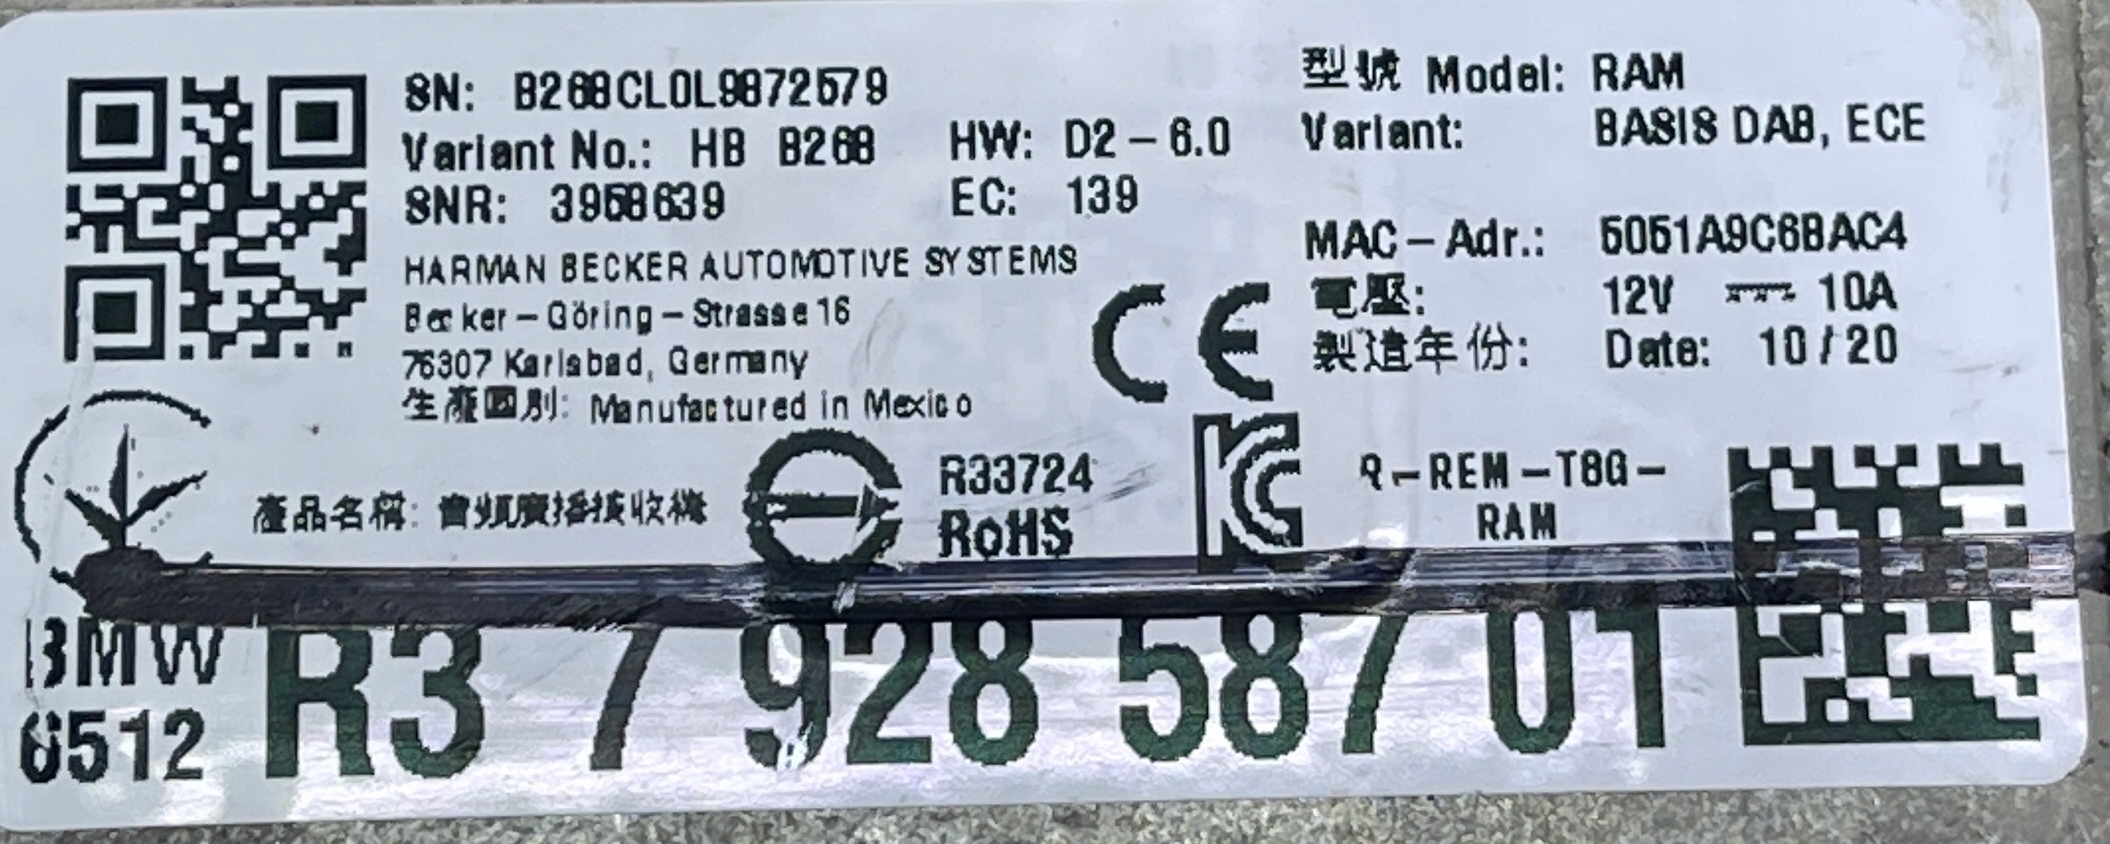 SN: B268CL0L9872579
Variant No.: HB B268
HW: D2-6.0
SNR: 3958639
EC: 139
HARMAN BECKER AUTOMOTIVE SYSTEMS
Becker-Göring-Strasse 16
76307 Karlsbad, Germany
生產國別: Manufactured in Mexico
型號 Model: RAM
Variant: BASIS DAB, ECE
MAC-Adr.: 5051A9C6BAC4
電壓: 12V 10A
製造年份: Date: 10/20
CE
產品名稱: 音頻廣播接收機
R33724
RoHS
R-REM-T8G-
RAM
BMW
6512
R3 7 928 587 01